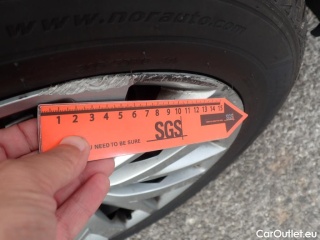 www.norauto.com
1 2 3 4 5 6 7 8 9 10 11 12 13 14 15
NEED TO BE SURE SGS
CarOutlet.eu